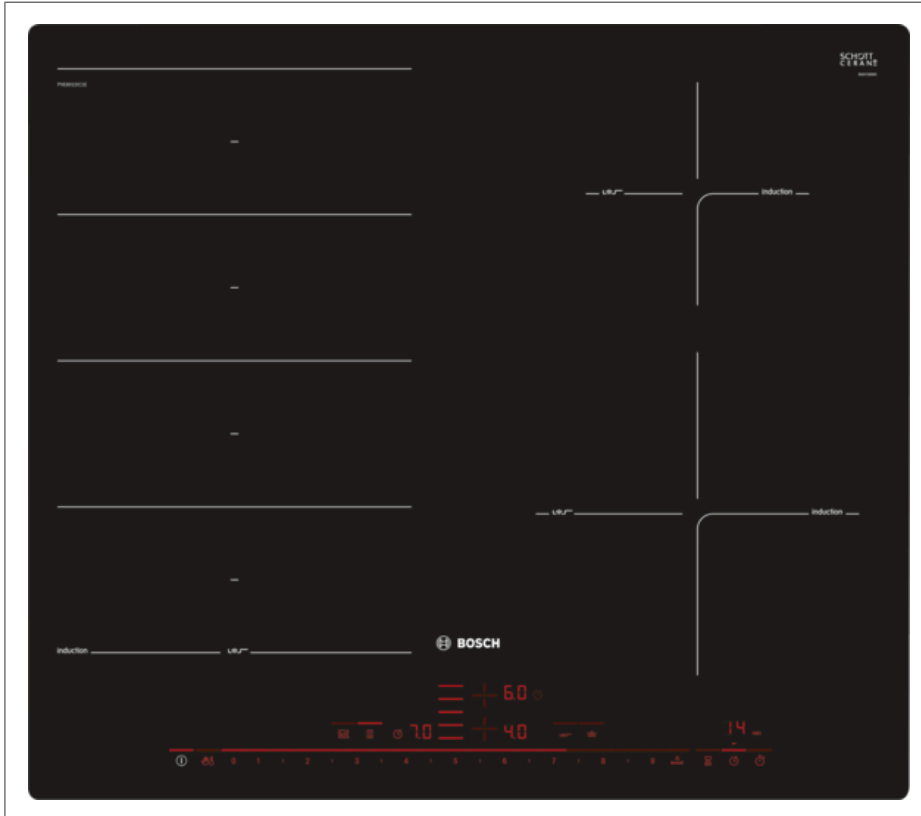 SCHOTT
CERAN®
induction
induction
induction
BOSCH
6.0
7.0
4.0
14 min
0 1 2 3 4 5 6 7 8 9